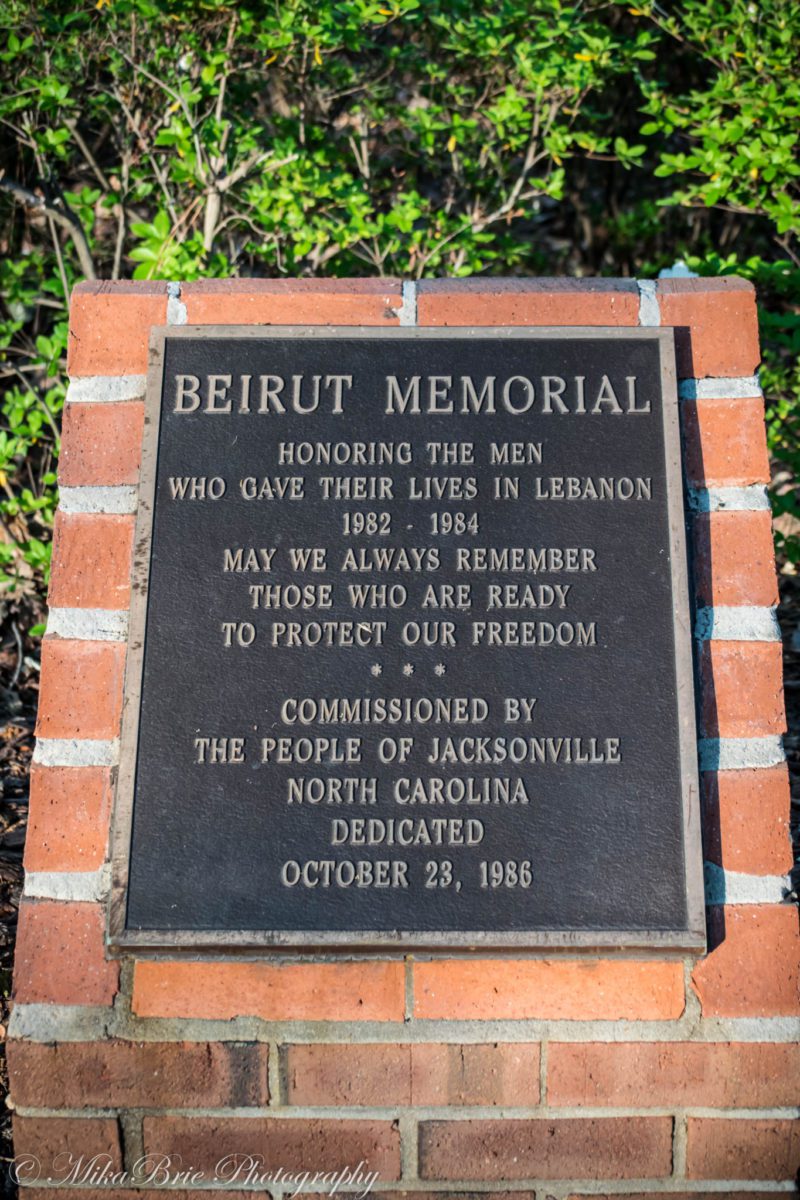 BEIRUT MEMORIAL
HONORING THE MEN
WHO GAVE THEIR LIVES IN LEBANON
1982 - 1984
MAY WE ALWAYS REMEMBER
THOSE WHO ARE READY
TO PROTECT OUR FREEDOM
* * *
COMMISSIONED BY
THE PEOPLE OF JACKSONVILLE
NORTH CAROLINA
DEDICATED
OCTOBER 23, 1986
© MikaBrie Photography